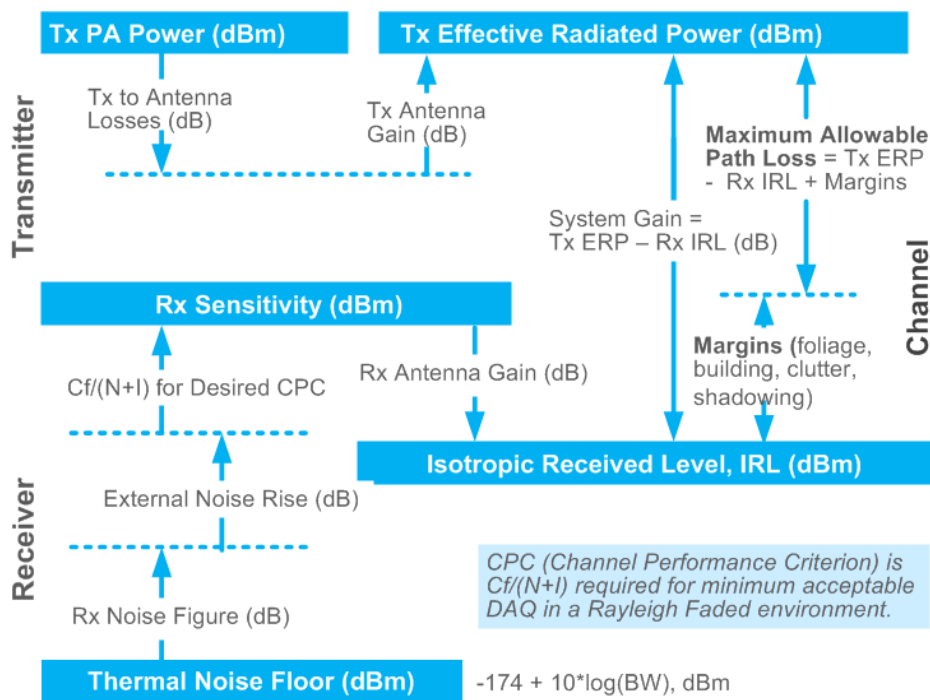 Tx PA Power (dBm)
Tx Effective Radiated Power (dBm)
Transmitter
Tx to Antenna
Losses (dB)
Tx Antenna
Gain (dB)
Maximum Allowable
Path Loss = Tx ERP
- Rx IRL + Margins
System Gain =
Tx ERP – Rx IRL (dB)
Channel
Rx Sensitivity (dBm)
Margins (foliage,
building, clutter,
shadowing)
Rx Antenna Gain (dB)
Cf/(N+I) for Desired CPC
Isotropic Received Level, IRL (dBm)
Receiver
External Noise Rise (dB)
CPC (Channel Performance Criterion) is
Cf/(N+I) required for minimum acceptable
DAQ in a Rayleigh Faded environment.
Rx Noise Figure (dB)
Thermal Noise Floor (dBm)
-174 + 10*log(BW), dBm